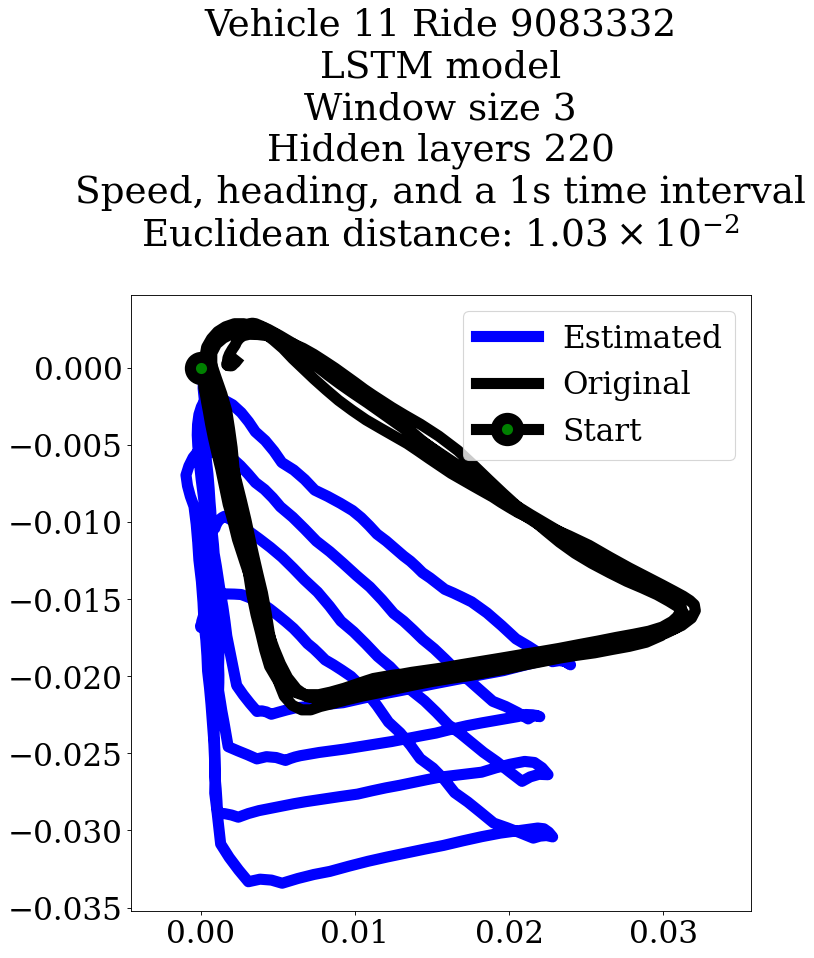 Vehicle 11 Ride 9083332
LSTM model
Window size 3
Hidden layers 220
Speed, heading, and a 1s time interval
Euclidean distance: 1.03 × 10⁻²
Estimated
Original
Start
0.000
−0.005
−0.010
−0.015
−0.020
−0.025
−0.030
−0.035
0.00 0.01 0.02 0.03